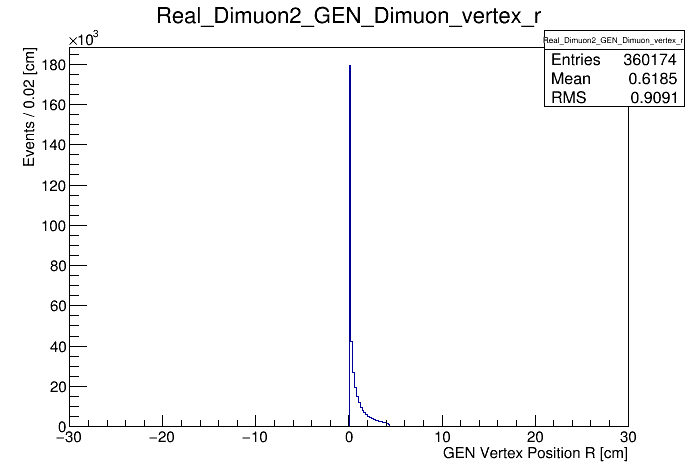 Real_Dimuon2_GEN_Dimuon_vertex_r
×10³
Real_Dimuon2_GEN_Dimuon_vertex_r
Entries 360174
Mean 0.6185
RMS 0.9091
Events / 0.02 [cm]
180
160
140
120
100
80
60
40
20
0
−30 −20 −10 0 10 20 30
GEN Vertex Position R [cm]